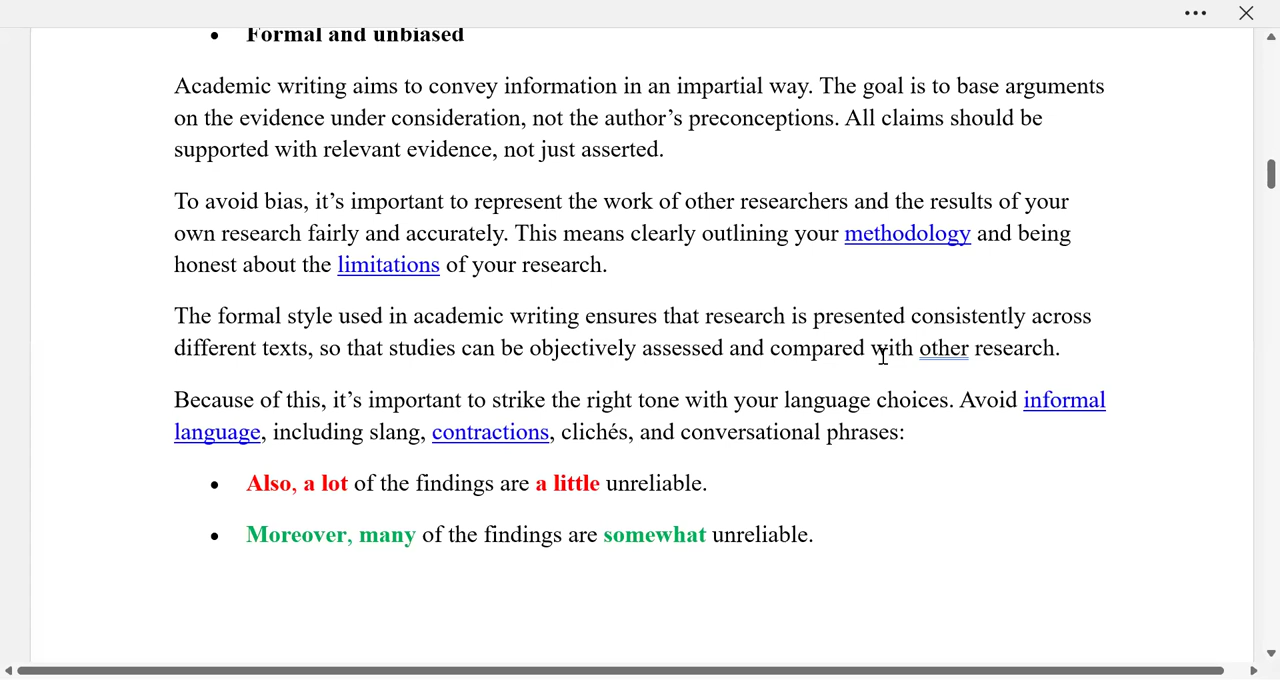 • Formal and unbiased
Academic writing aims to convey information in an impartial way. The goal is to base arguments
on the evidence under consideration, not the author’s preconceptions. All claims should be
supported with relevant evidence, not just asserted.
To avoid bias, it’s important to represent the work of other researchers and the results of your
own research fairly and accurately. This means clearly outlining your methodology and being
honest about the limitations of your research.
The formal style used in academic writing ensures that research is presented consistently across
different texts, so that studies can be objectively assessed and compared with other research.
Because of this, it’s important to strike the right tone with your language choices. Avoid informal
language, including slang, contractions, clichés, and conversational phrases:
• Also, a lot of the findings are a little unreliable.
• Moreover, many of the findings are somewhat unreliable.